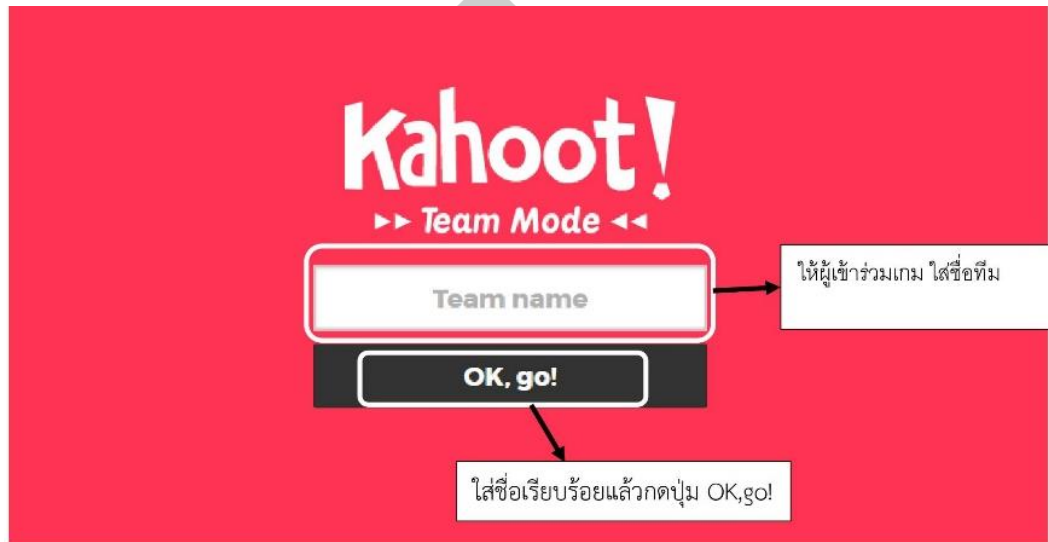 Kahoot!
Team Mode
Team name
ให้ผู้เข้าร่วมเกม ใส่ชื่อทีม
OK, go!
ใส่ชื่อเรียบร้อยแล้วกดปุ่ม OK,go!